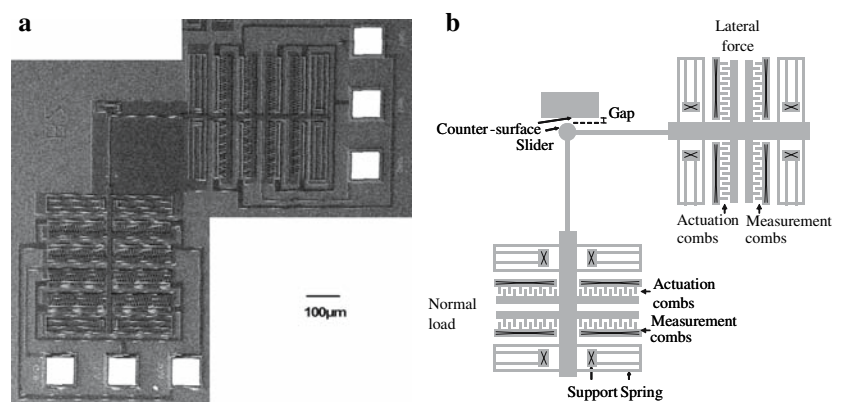 a
100μm
b
Lateral
force
Gap
Counter-surface
Slider
Actuation
combs
Measurement
combs
Normal
load
Actuation
combs
Measurement
combs
Support Spring